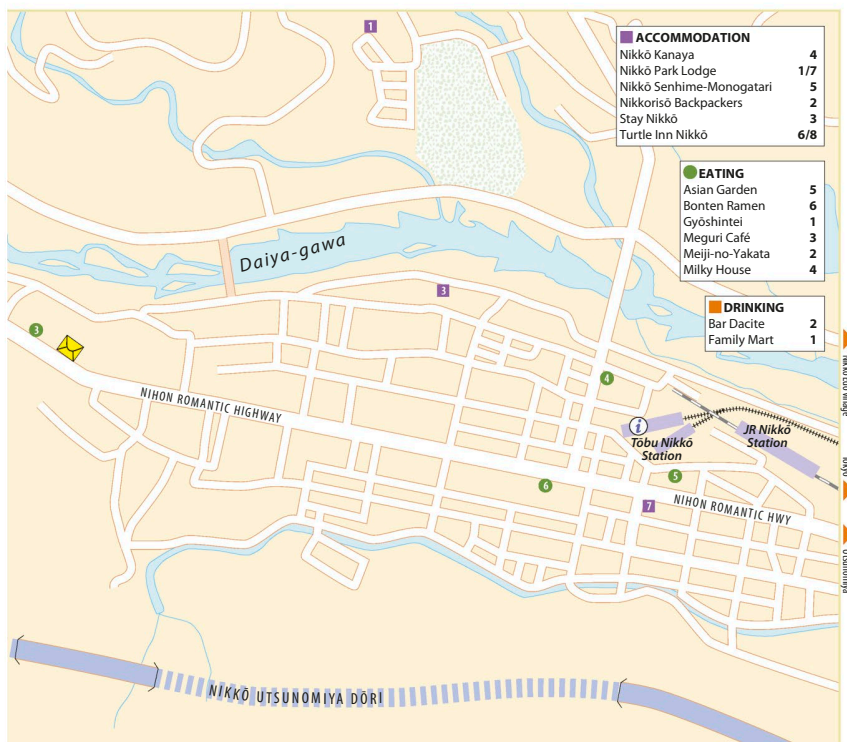 1
ACCOMMODATION
Nikkō Kanaya 4
Nikkō Park Lodge 1/7
Nikkō Senhime-Monogatari 5
Nikkorisō Backpackers 2
Stay Nikkō 3
Turtle Inn Nikkō 6/8
EATING
Asian Garden 5
Bonten Ramen 6
Gyōshintei 1
Meguri Café 3
Meiji-no-Yakata 2
Milky House 4
DRINKING
Bar Dacite 2
Family Mart 1
Daiya-gawa
3
3
4
NIHON ROMANTIC HIGHWAY
i
Tōbu Nikkō
Station
JR Nikkō
Station
5
6
7
NIHON ROMANTIC HWY
Utsunomiya
NIKKŌ UTSUNOMIYA DŌRI